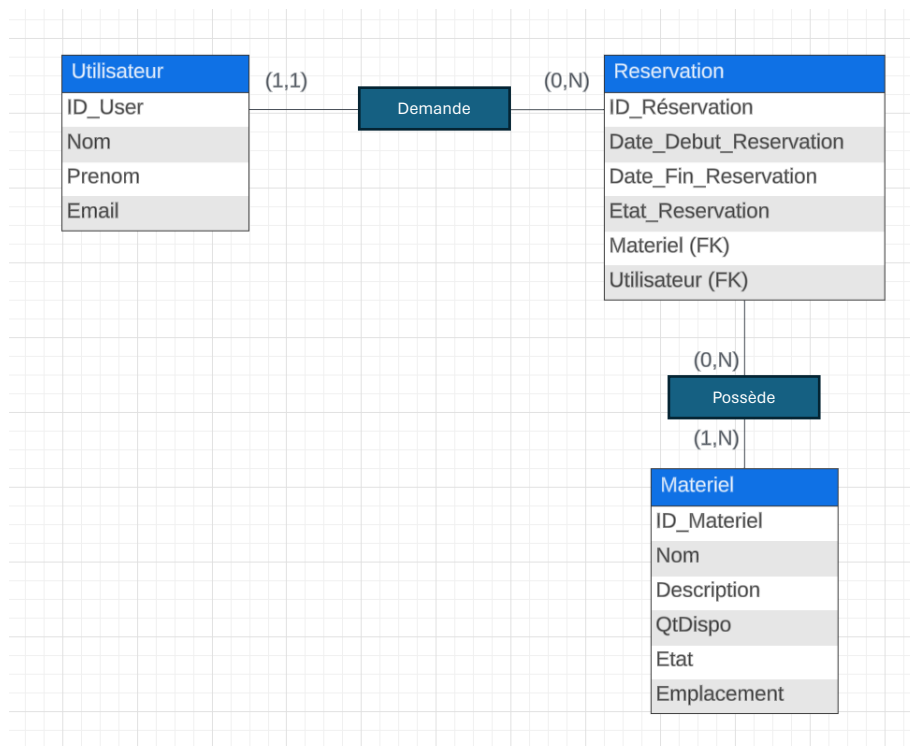 Utilisateur
ID_User
Nom
Prenom
Email
(1,1)
Demande
(0,N)
Reservation
ID_Réservation
Date_Debut_Reservation
Date_Fin_Reservation
Etat_Reservation
Materiel (FK)
Utilisateur (FK)
(0,N)
Possède
(1,N)
Materiel
ID_Materiel
Nom
Description
QtDispo
Etat
Emplacement